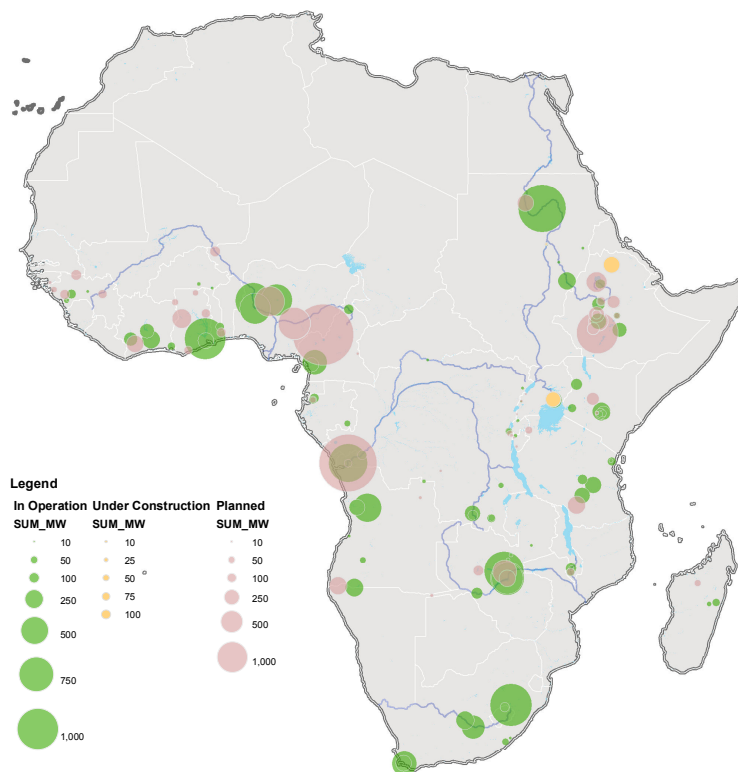 Legend
In Operation Under Construction Planned
SUM_MW SUM_MW SUM_MW
10 10 10
50 25 50
100 50 100
250 75 250
500 100 500
750 1,000
1,000